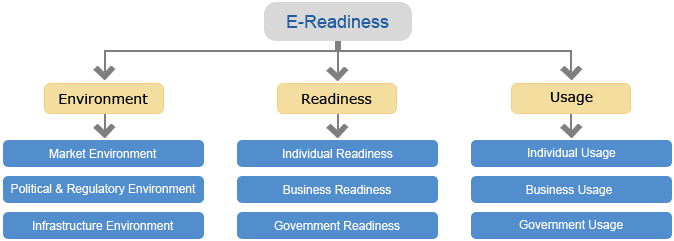 E-Readiness
Environment
Readiness
Usage
Market Environment
Individual Readiness
Individual Usage
Political & Regulatory Environment
Business Readiness
Business Usage
Infrastructure Environment
Government Readiness
Government Usage